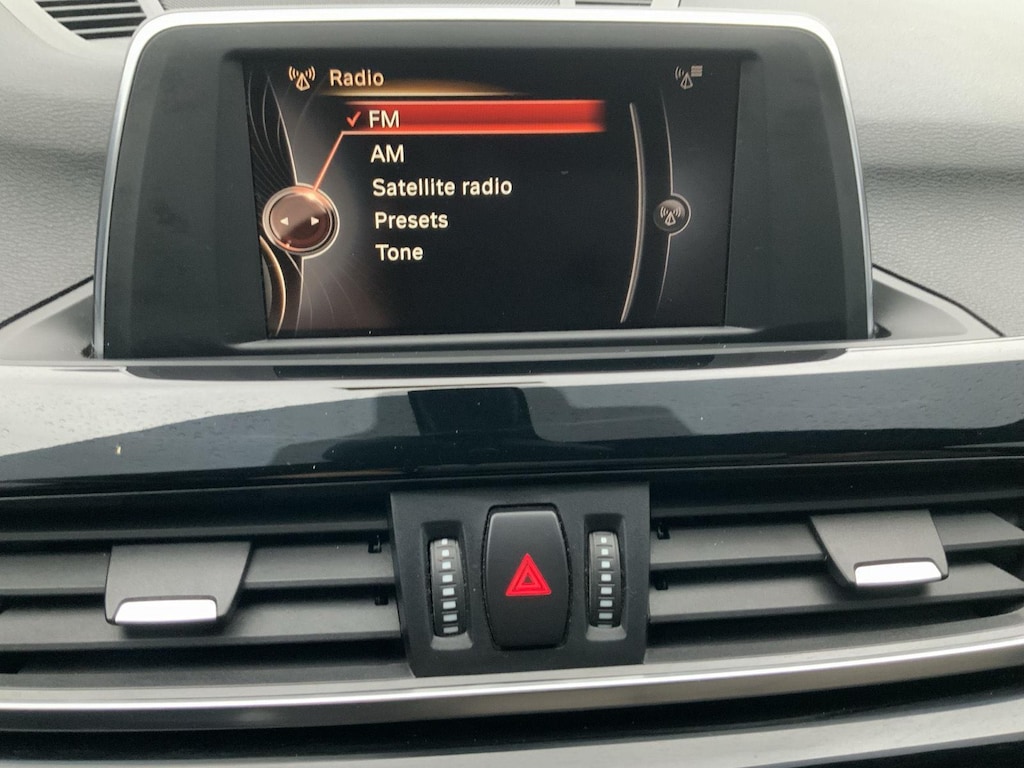 Radio
FM
AM
Satellite radio
Presets
Tone